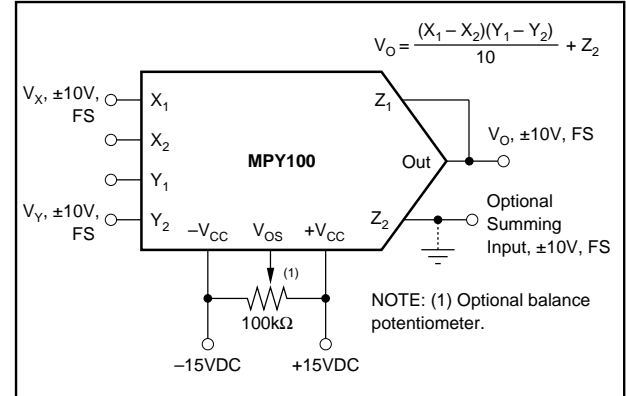 V_O = (X_1 – X_2)(Y_1 – Y_2) / 10 + Z_2
V_X, ±10V, FS
X_1
X_2
Y_1
V_Y, ±10V, FS
Y_2
MPY100
Z_1
Out
Z_2
V_O, ±10V, FS
Optional
Summing
Input, ±10V, FS
–V_CC
V_OS
+V_CC
(1)
100kΩ
–15VDC
+15VDC
NOTE: (1) Optional balance
potentiometer.